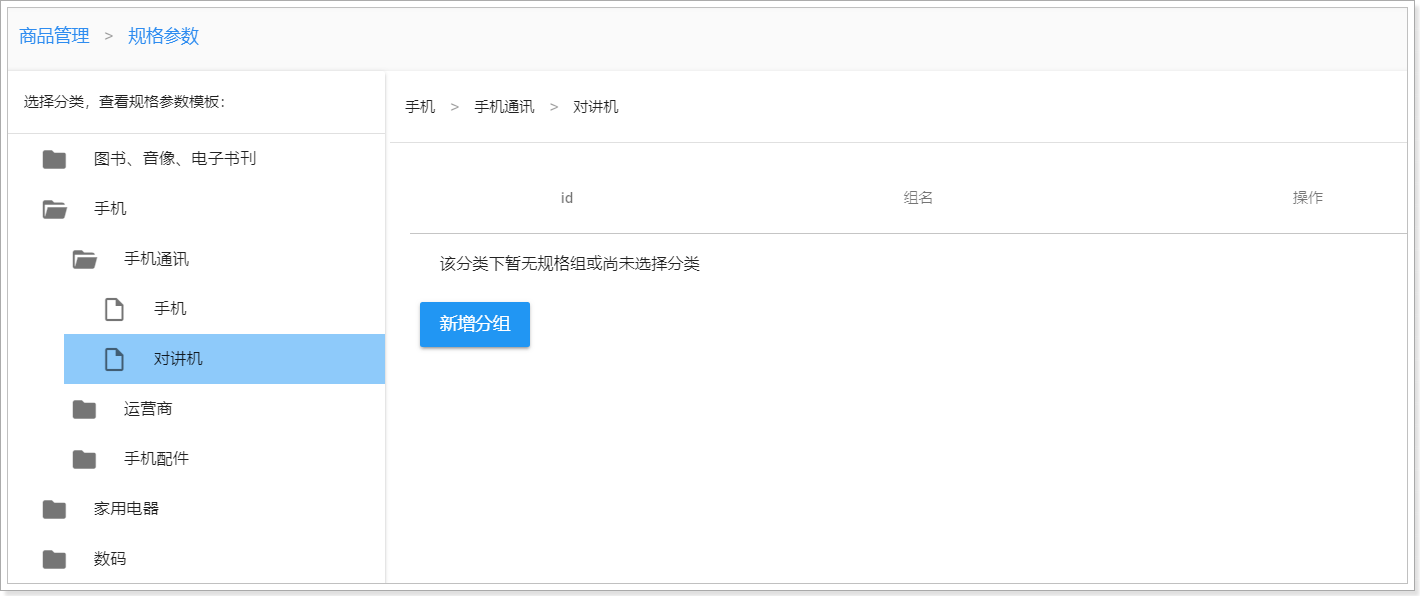 商品管理 > 规格参数
选择分类，查看规格参数模板：
图书、音像、电子书刊
手机
手机通讯
手机
对讲机
运营商
手机配件
家用电器
数码
手机 > 手机通讯 > 对讲机
id 组名 操作
该分类下暂无规格组或尚未选择分类
新增分组